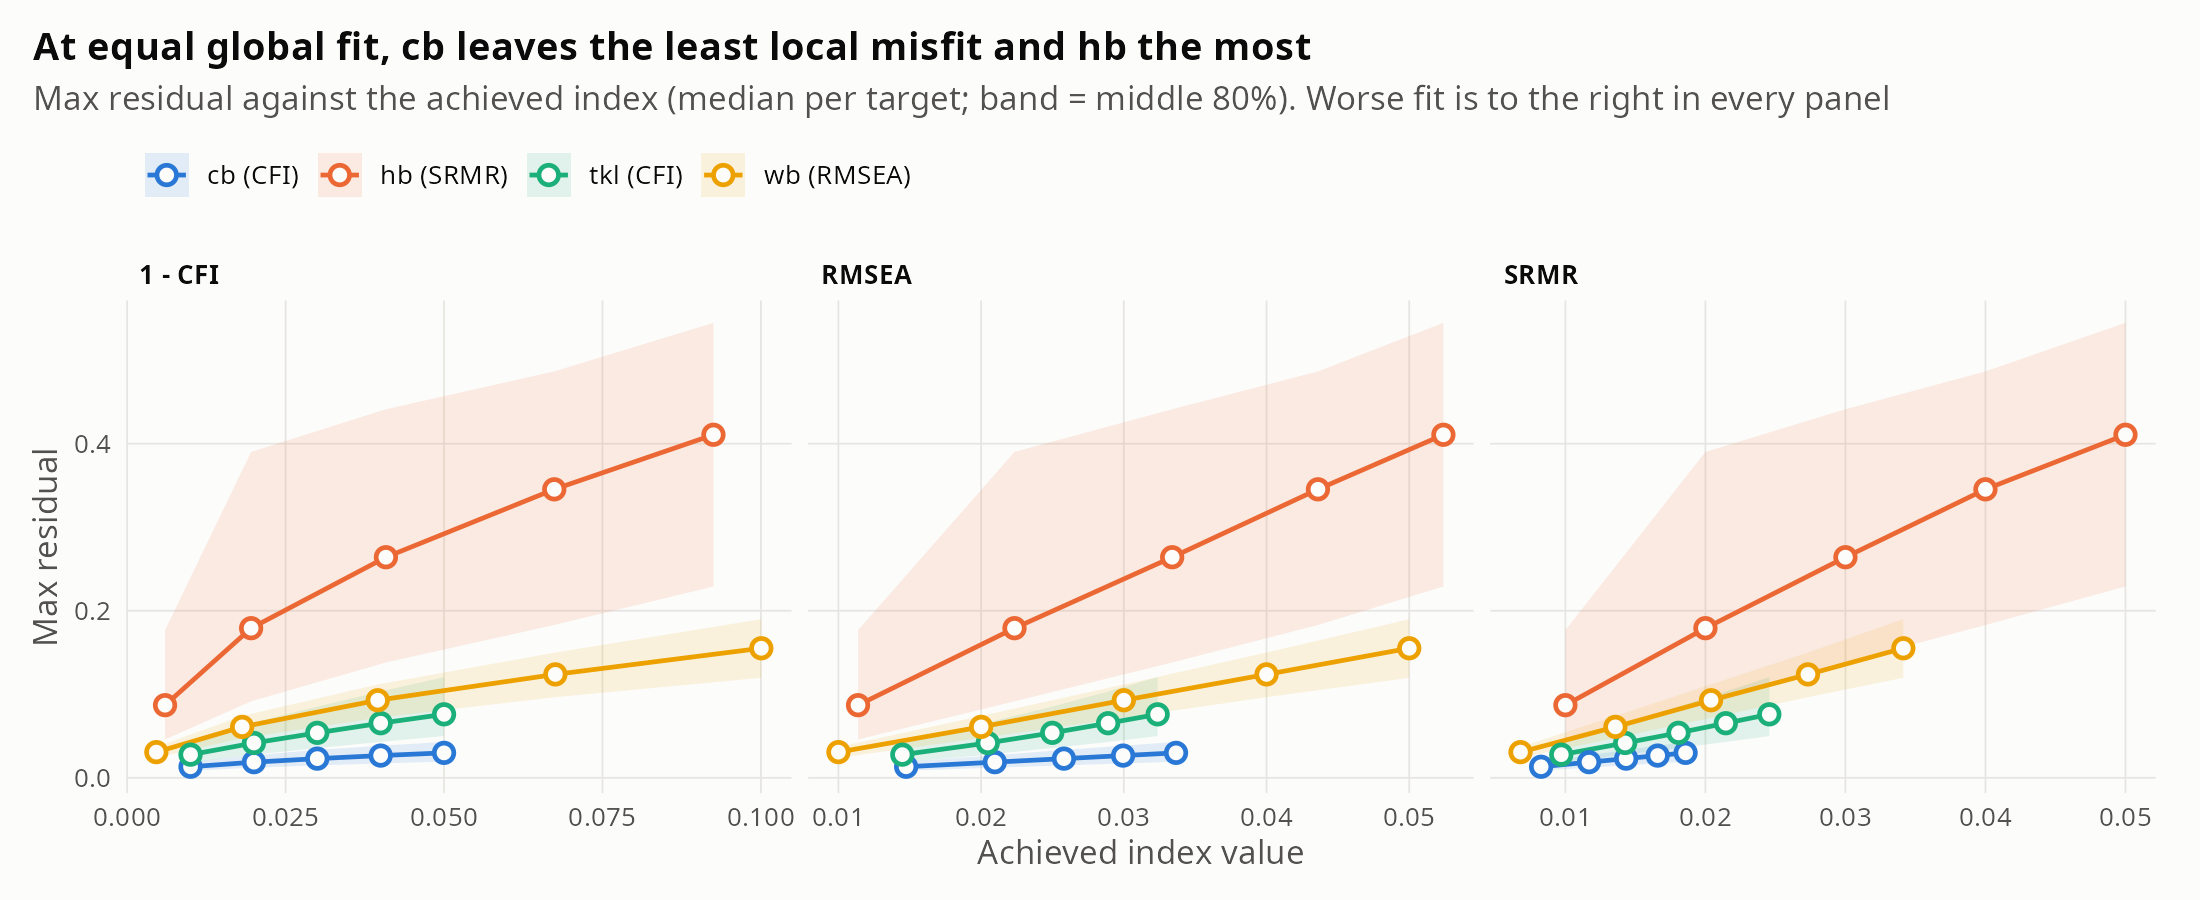 At equal global fit, cb leaves the least local misfit and hb the most
Max residual against the achieved index (median per target; band = middle 80%). Worse fit is to the right in every panel
cb (CFI) hb (SRMR) tkl (CFI) wb (RMSEA)
1 - CFI RMSEA SRMR
Max residual
0.4
0.2
0.0
0.000 0.025 0.050 0.075 0.100 0.01 0.02 0.03 0.04 0.05 0.01 0.02 0.03 0.04 0.05
Achieved index value